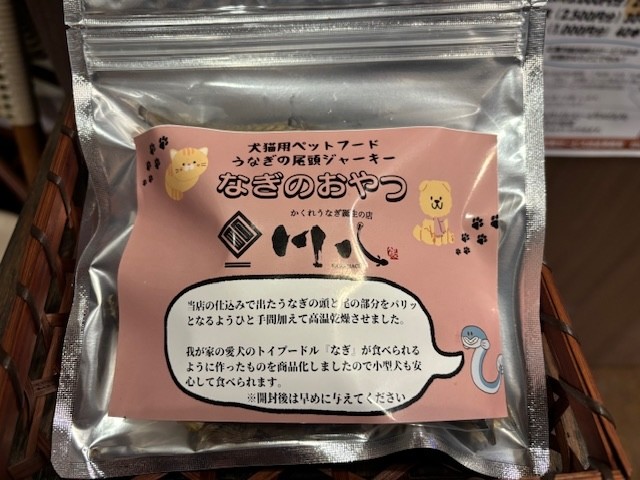 犬猫用ペットフード
うなぎの尾頭ジャーキー
なぎのおやつ
かくれうなぎ誕生の店
川八
当店の仕込みで出たうなぎの頭と尾の部分をパリッ
となるようひと手間加えて高温乾燥させました。
我が家の愛犬のトイプードル『なぎ』が食べられる
ように作ったものを商品化しましたので小型犬も安
心して食べられます。
※開封後は早めに与えてください